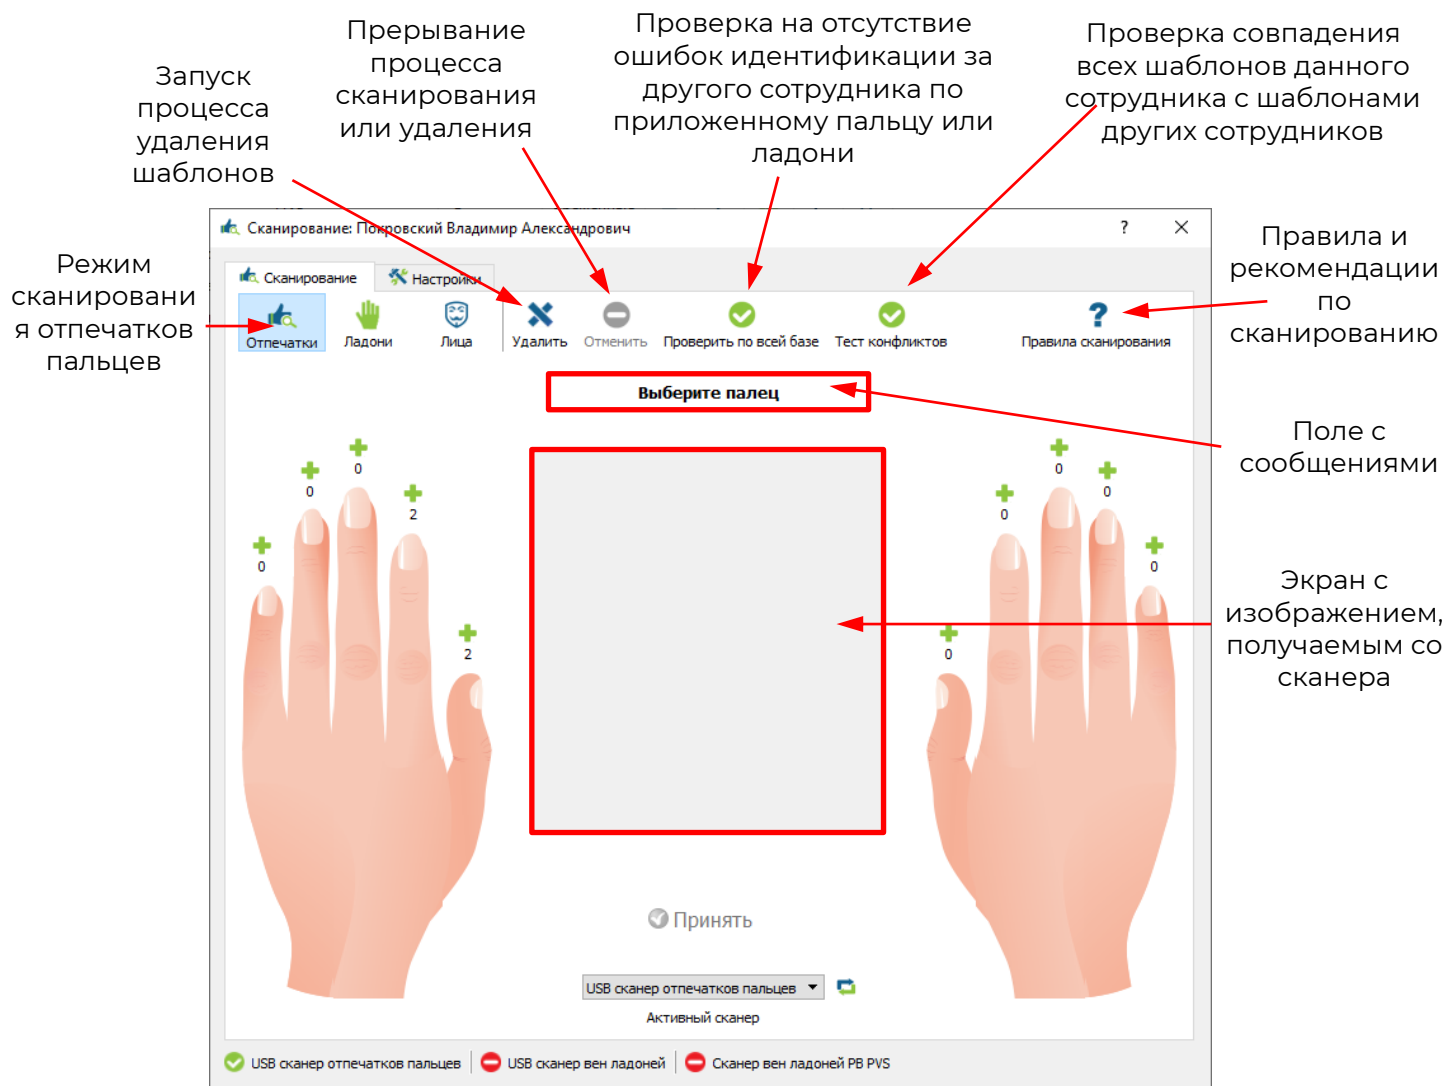 Запуск
процесса
удаления
шаблонов
Прерывание
процесса
сканирования
или удаления
Проверка на отсутствие
ошибок идентификации за
другого сотрудника по
приложенному пальцу или
ладони
Проверка совпадения
всех шаблонов данного
сотрудника с шаблонами
других сотрудников
Режим
сканировани
я отпечатков
пальцев
Правила и
рекомендации
по
сканированию
Поле с
сообщениями
Экран с
изображением,
получаемым со
сканера
Сканирование: Покровский Владимир Александрович ?
Сканирование Настройки
Отпечатки Ладони Лица Удалить Отменить Проверить по всей базе Тест конфликтов Правила сканирования
Выберите палец
0 0
0 0
2 0
0 0
2 0
Принять
USB сканер отпечатков пальцев
Активный сканер
USB сканер отпечатков пальцев USB сканер вен ладоней Сканер вен ладоней PB PVS